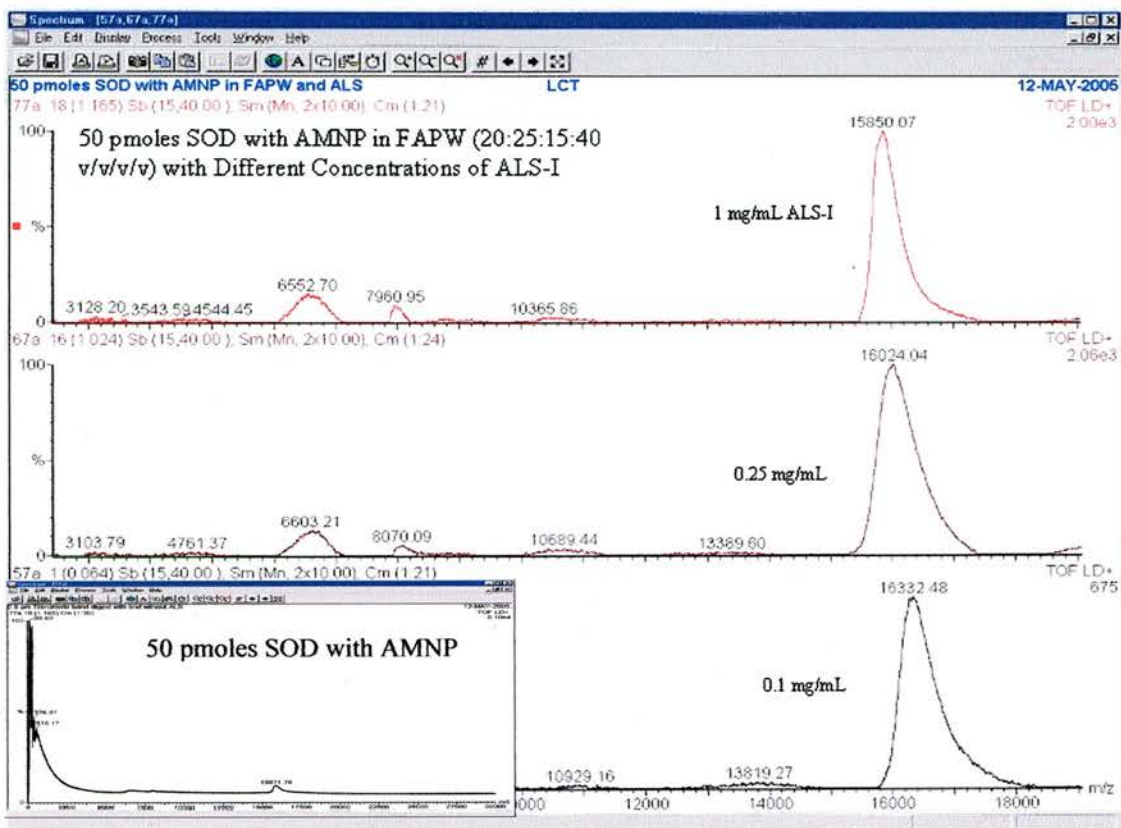 Spectrum - [57a,67a,77a]
File Edit Display Process Tools Window Help
50 pmoles SOD with AMNP in FAPW and ALS LCT 12-MAY-2006
77a 18 (1.165) Sb (15,40.00 ); Sm (Mn, 2x10.00); Cm (1:21) TOF LD+
2.00e3
50 pmoles SOD with AMNP in FAPW (20:25:15:40
v/v/v/v) with Different Concentrations of ALS-I
100
%
0
15850.07
1 mg/mL ALS-I
6552.70
7960.95
3128.20
3543.59
4544.45
10365.86
67a 16 (1.024) Sb (15,40.00 ); Sm (Mn, 2x10.00); Cm (1:24) TOF LD+
2.06e3
100
%
0
16024.04
0.25 mg/mL
6603.21
8070.09
3103.79
4761.37
10689.44
13389.60
57a 1 (0.064) Sb (15,40.00 ); Sm (Mn, 2x10.00); Cm (1:21) TOF LD+
675
16332.48
0.1 mg/mL
10929.16
13819.27
12000 14000 16000 18000 m/z
50 pmoles SOD with AMNP
100